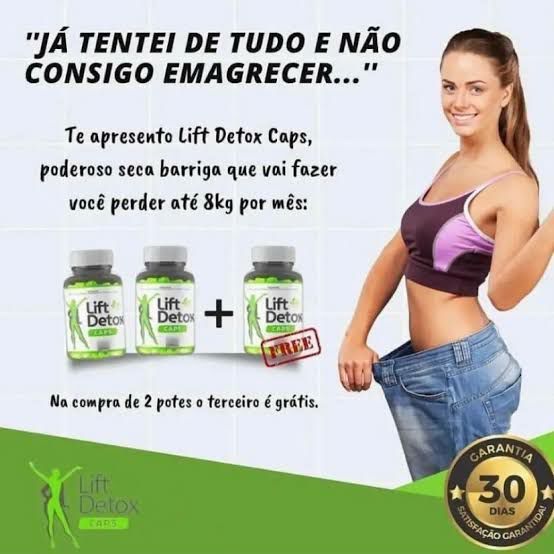 "JÁ TENTEI DE TUDO E NÃO
CONSIGO EMAGRECER..."
Te apresento Lift Detox Caps,
poderoso seca barriga que vai fazer
você perder até 8kg por mês:
Lift
Detox
CAPS
Lift
Detox
CAPS
+
Lift
Detox
CAPS
FREE
Na compra de 2 potes o terceiro é grátis.
Lift
Detox
CAPS
GARANTIA
30
DIAS
SATISFAÇÃO GARANTIDA!